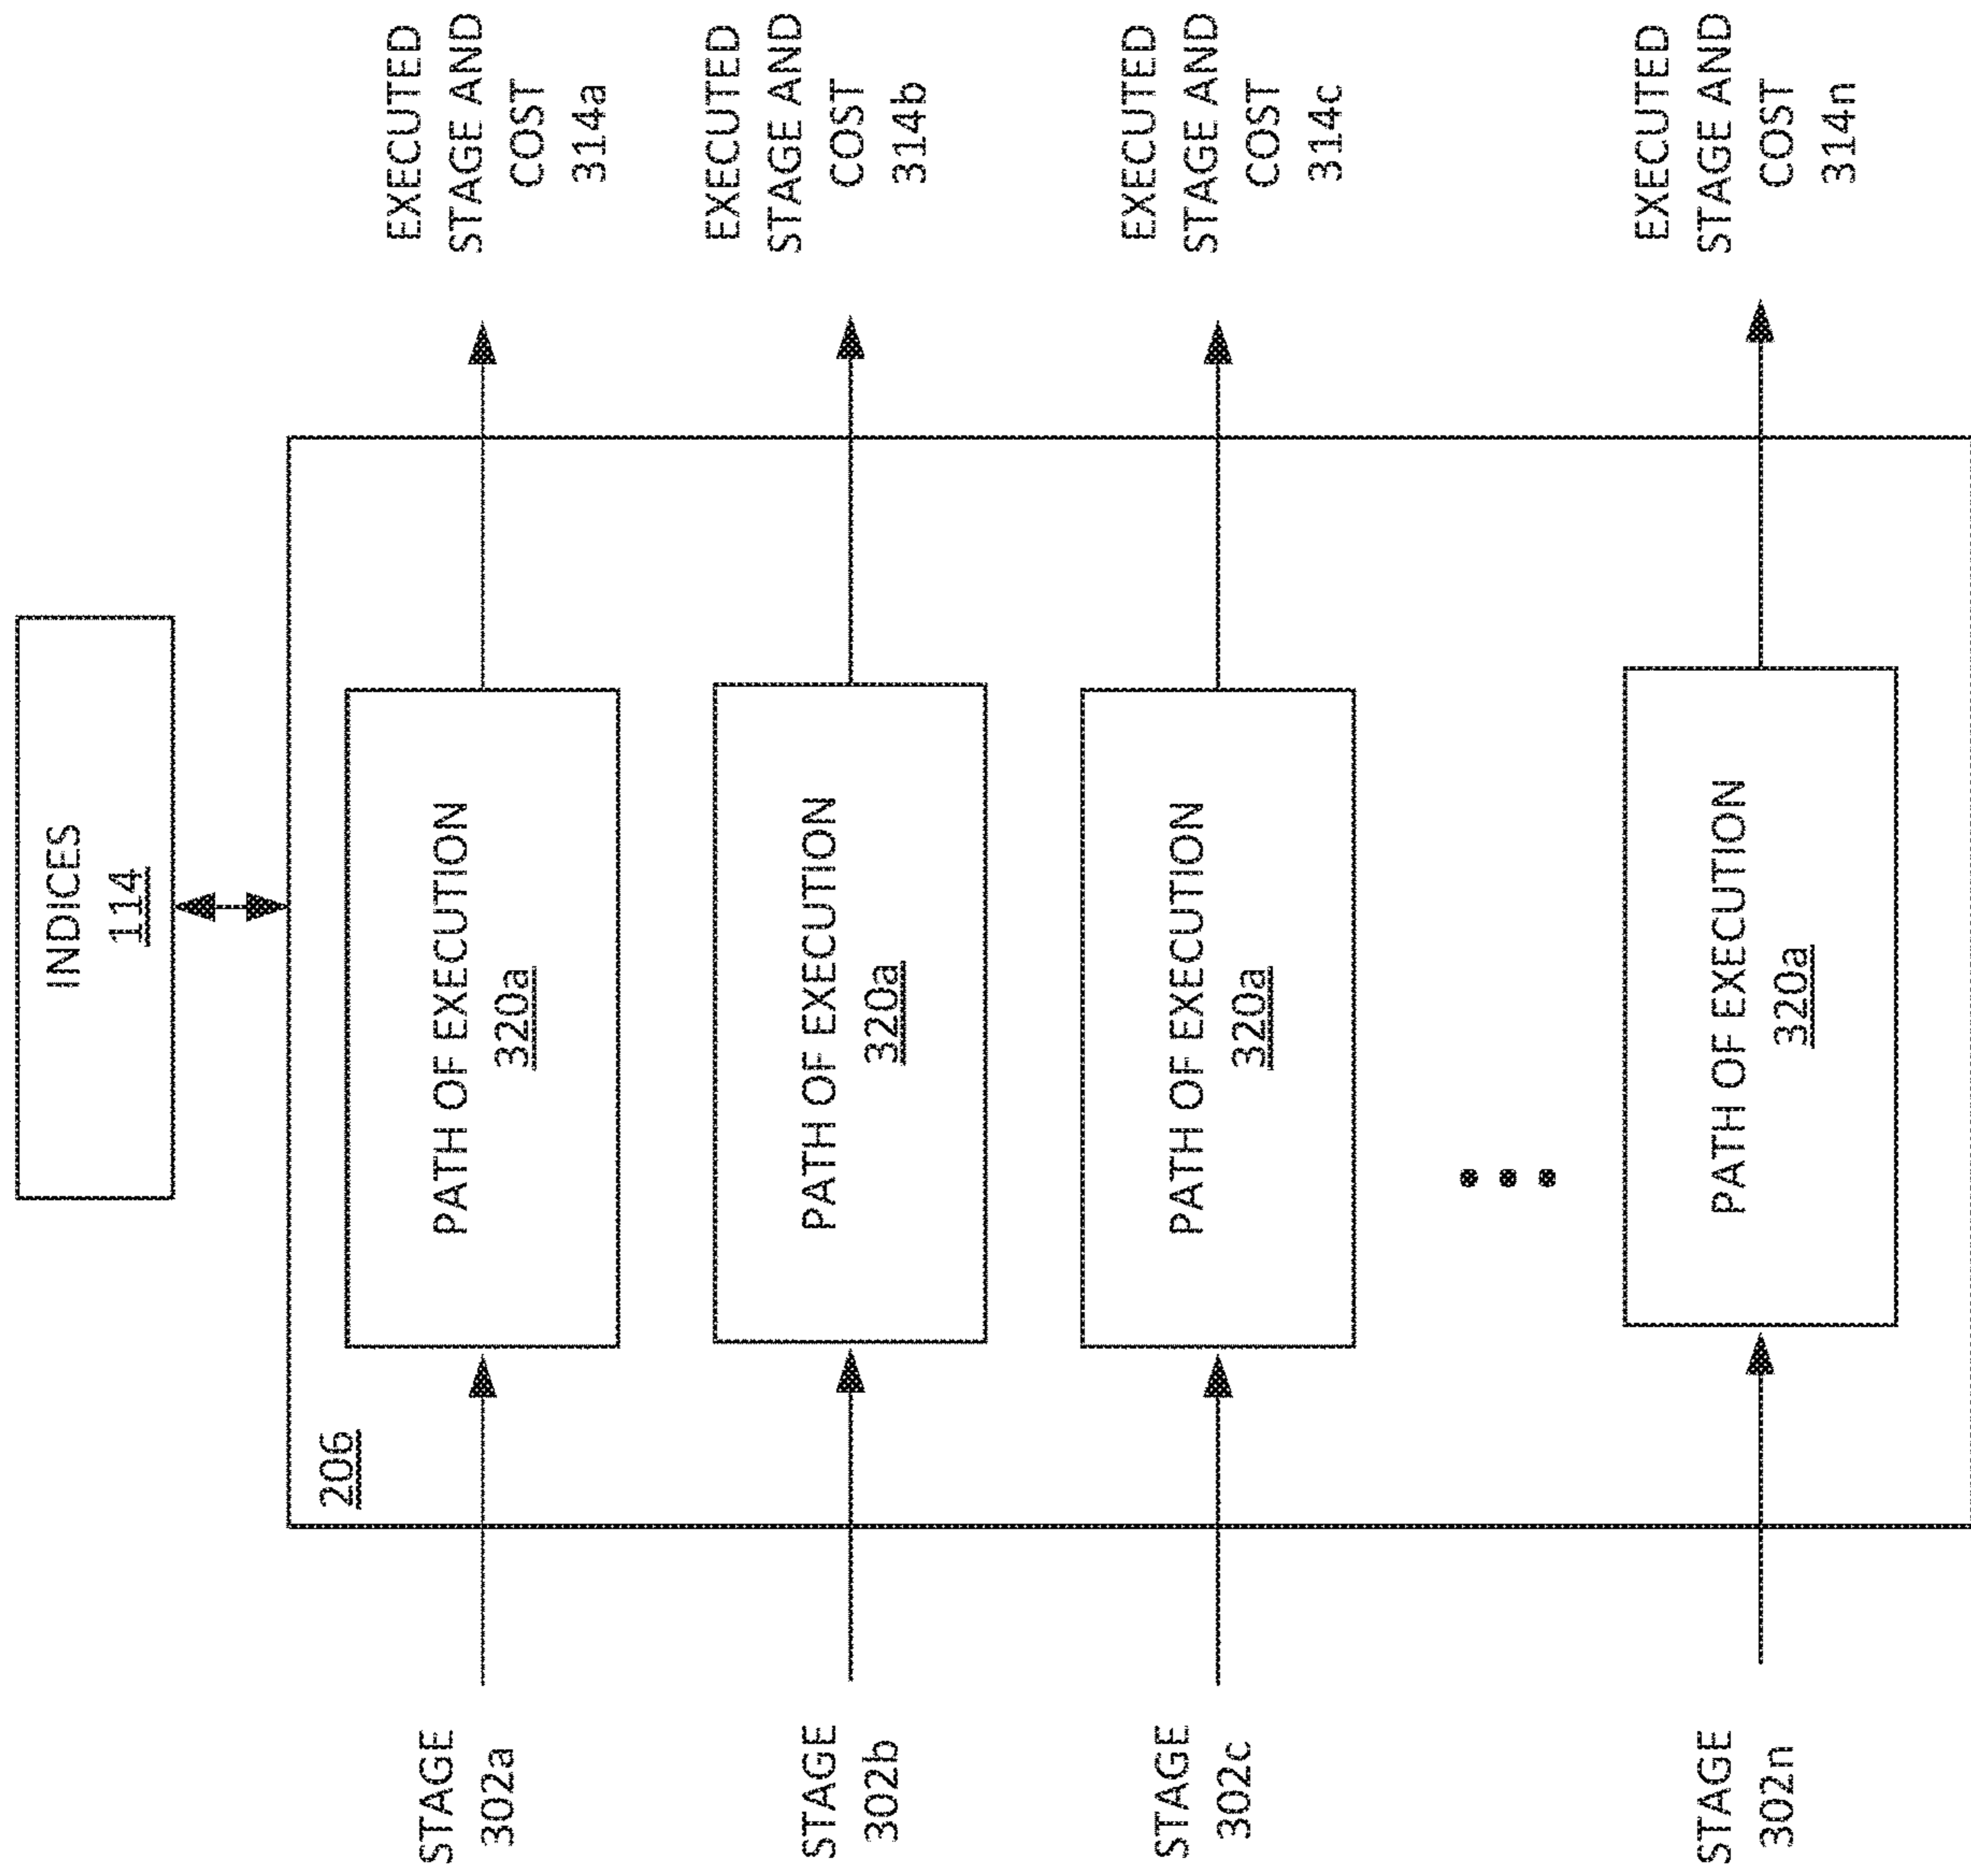 INDICES
114
206
STAGE
302a
PATH OF EXECUTION
320a
EXECUTED
STAGE AND
COST
314a
STAGE
302b
PATH OF EXECUTION
320a
EXECUTED
STAGE AND
COST
314b
STAGE
302c
PATH OF EXECUTION
320a
EXECUTED
STAGE AND
COST
314c
STAGE
302n
PATH OF EXECUTION
320a
EXECUTED
STAGE AND
COST
314n